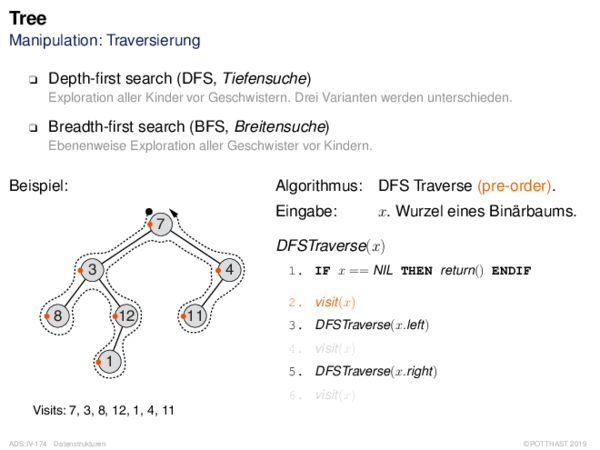 Tree
Manipulation: Traversierung
❑ Depth-first search (DFS, Tiefensuche)
Exploration aller Kinder vor Geschwistern. Drei Varianten werden unterschieden.
❑ Breadth-first search (BFS, Breitensuche)
Ebenenweise Exploration aller Geschwister vor Kindern.
Beispiel:
7
3
4
8
12
11
1
Visits: 7, 3, 8, 12, 1, 4, 11
Algorithmus: DFS Traverse (pre-order).
Eingabe: x. Wurzel eines Binärbaums.
DFSTraverse(x)
1. IF x == NIL THEN return() ENDIF
2. visit(x)
3. DFSTraverse(x.left)
4. visit(x)
5. DFSTraverse(x.right)
6. visit(x)
ADS:IV-174 Datenstrukturen
©POTTHAST 2019